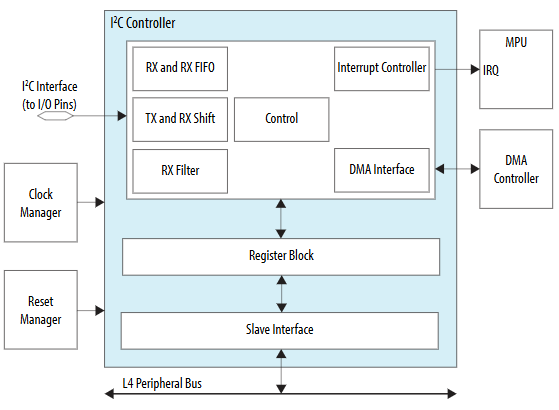 I²C Controller
MPU
IRQ
RX and RX FIFO
Interrupt Controller
I²C Interface
(to I/O Pins)
TX and RX Shift
Control
RX Filter
DMA Interface
DMA
Controller
Clock
Manager
Register Block
Reset
Manager
Slave Interface
L4 Peripheral Bus